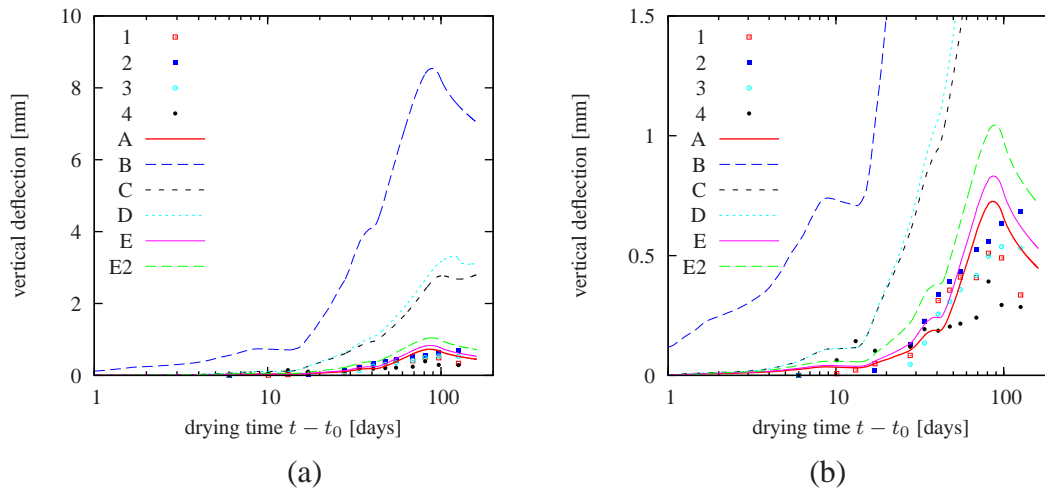 vertical deflection [mm]
10
8
6
4
2
0
1
10
100
drying time t − t0 [days]
1
2
3
4
A
B
C
D
E
E2
(a)
vertical deflection [mm]
1.5
1
0.5
0
1
10
100
drying time t − t0 [days]
1
2
3
4
A
B
C
D
E
E2
(b)